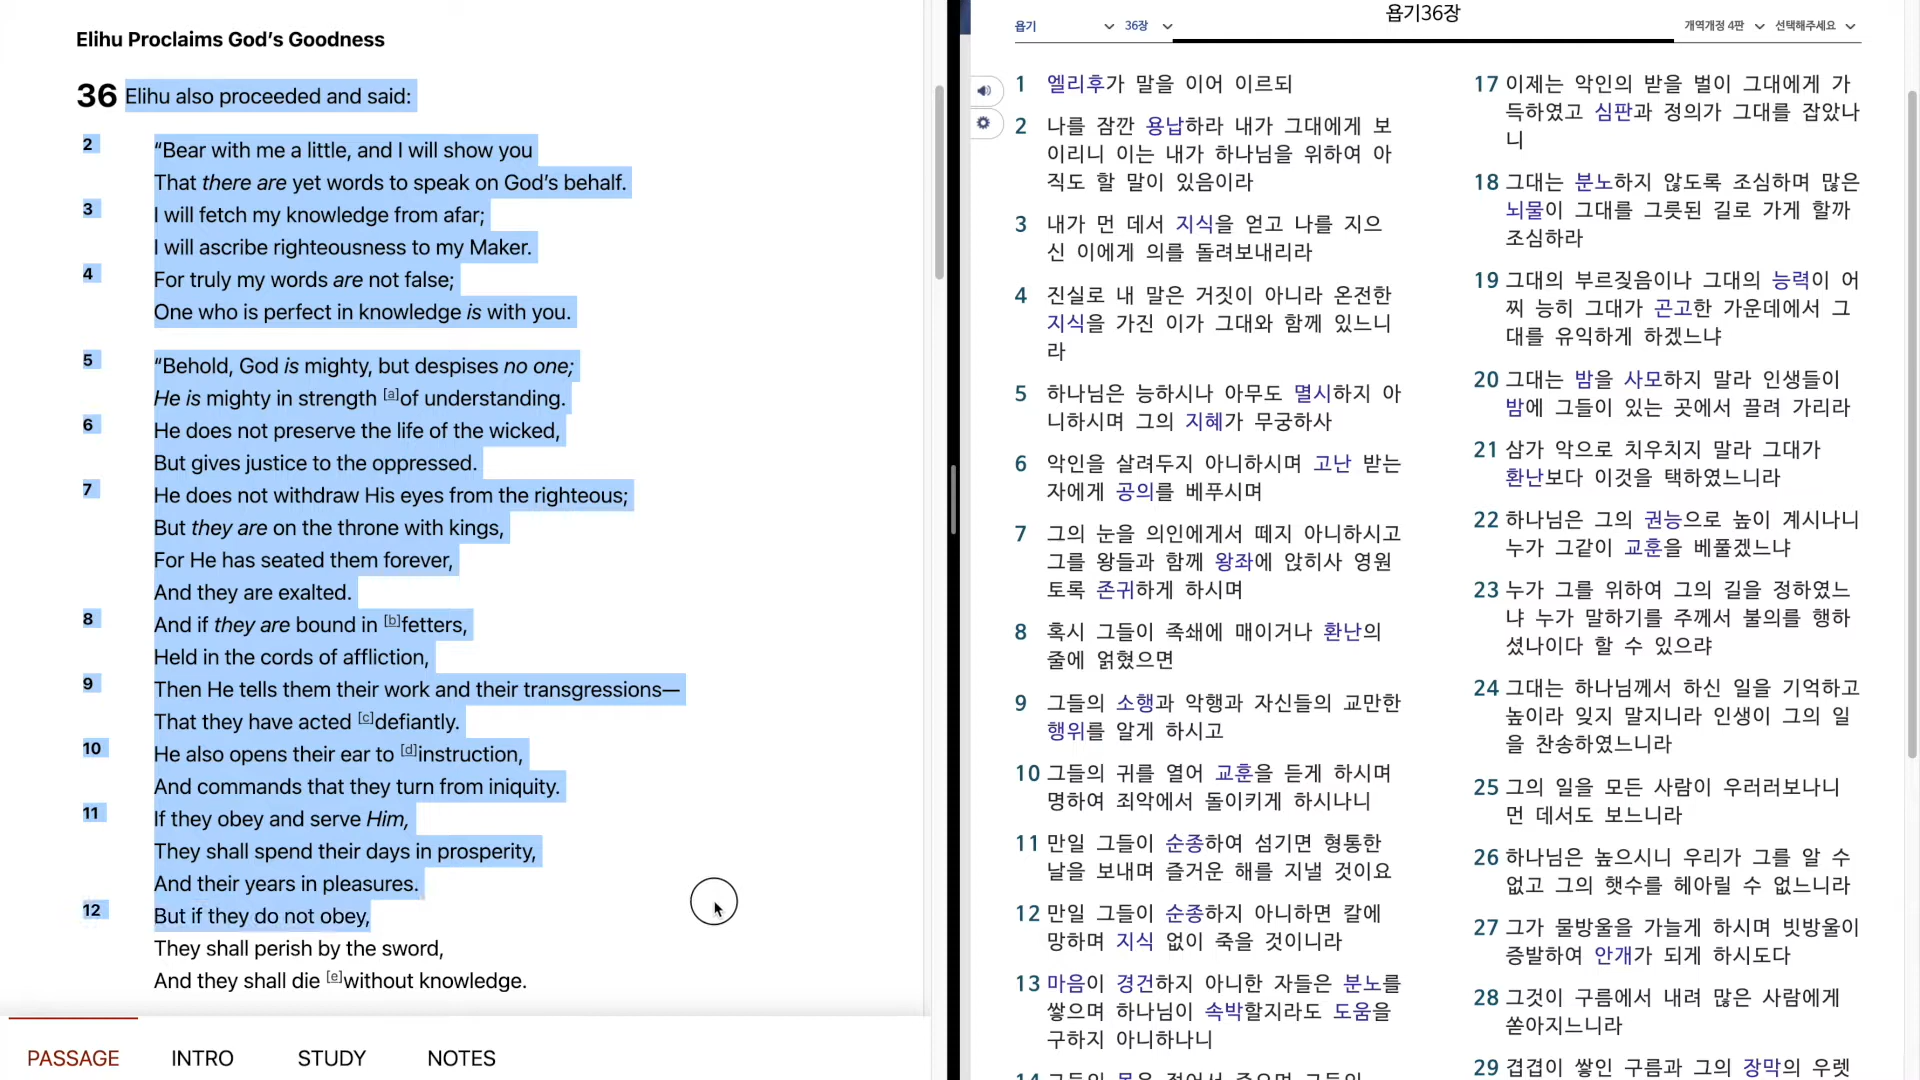 Elihu Proclaims God’s Goodness
36 Elihu also proceeded and said:
2 “Bear with me a little, and I will show you
That there are yet words to speak on God’s behalf.
3 I will fetch my knowledge from afar;
I will ascribe righteousness to my Maker.
4 For truly my words are not false;
One who is perfect in knowledge is with you.
5 “Behold, God is mighty, but despises no one;
He is mighty in strength [a]of understanding.
6 He does not preserve the life of the wicked,
But gives justice to the oppressed.
7 He does not withdraw His eyes from the righteous;
But they are on the throne with kings,
For He has seated them forever,
And they are exalted.
8 And if they are bound in [b]fetters,
Held in the cords of affliction,
9 Then He tells them their work and their transgressions—
That they have acted [c]defiantly.
10 He also opens their ear to [d]instruction,
And commands that they turn from iniquity.
11 If they obey and serve Him,
They shall spend their days in prosperity,
And their years in pleasures.
12 But if they do not obey,
They shall perish by the sword,
And they shall die [e]without knowledge.
PASSAGE INTRO STUDY NOTES
욥기36장
욥기 36장 개역개정 4판 선택해주세요
1 엘리후가 말을 이어 이르되
2 나를 잠깐 용납하라 내가 그대에게 보
이리니 이는 내가 하나님을 위하여 아
직도 할 말이 있음이라
3 내가 먼 데서 지식을 얻고 나를 지으
신 이에게 의를 돌려보내리라
4 진실로 내 말은 거짓이 아니라 온전한
지식을 가진 이가 그대와 함께 있느니
라
5 하나님은 능하시나 아무도 멸시하지 아
니하시며 그의 지혜가 무궁하사
6 악인을 살려두지 아니하시며 고난 받는
자에게 공의를 베푸시며
7 그의 눈을 의인에게서 떼지 아니하시고
그를 왕들과 함께 왕좌에 앉히사 영원
토록 존귀하게 하시며
8 혹시 그들이 족쇄에 매이거나 환난의
줄에 얽혔으면
9 그들의 소행과 악행과 자신들의 교만한
행위를 알게 하시고
10 그들의 귀를 열어 교훈을 듣게 하시며
명하여 죄악에서 돌이키게 하시나니
11 만일 그들이 순종하여 섬기면 형통한
날을 보내며 즐거운 해를 지낼 것이요
12 만일 그들이 순종하지 아니하면 칼에
망하며 지식 없이 죽을 것이니라
13 마음이 경건하지 아니한 자들은 분노를
쌓으며 하나님이 속박할지라도 도움을
구하지 아니하나니
17 이제는 악인의 받을 벌이 그대에게 가
득하였고 심판과 정의가 그대를 잡았나
니
18 그대는 분노하지 않도록 조심하며 많은
뇌물이 그대를 그릇된 길로 가게 할까
조심하라
19 그대의 부르짖음이나 그대의 능력이 어
찌 능히 그대가 곤고한 가운데에서 그
대를 유익하게 하겠느냐
20 그대는 밤을 사모하지 말라 인생들이
밤에 그들이 있는 곳에서 끌려 가리라
21 삼가 악으로 치우치지 말라 그대가
환난보다 이것을 택하였느니라
22 하나님은 그의 권능으로 높이 계시나니
누가 그같이 교훈을 베풀겠느냐
23 누가 그를 위하여 그의 길을 정하였느
냐 누가 말하기를 주께서 불의를 행하
셨나이다 할 수 있으랴
24 그대는 하나님께서 하신 일을 기억하고
높이라 잊지 말지니라 인생이 그의 일
을 찬송하였느니라
25 그의 일을 모든 사람이 우러러보나니
먼 데서도 보느니라
26 하나님은 높으시니 우리가 그를 알 수
없고 그의 햇수를 헤아릴 수 없느니라
27 그가 물방울을 가늘게 하시며 빗방울이
증발하여 안개가 되게 하시도다
28 그것이 구름에서 내려 많은 사람에게
쏟아지느니라
29 겹겹이 쌓인 구름과 그의 장막의 우렛